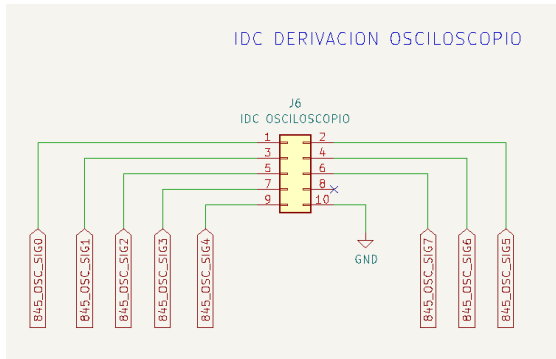 IDC DERIVACION OSCILOSCOPIO
J6
IDC OSCILOSCOPIO
1 2
3 4
5 6
7 8
9 10
GND
845_OSC_SIG0
845_OSC_SIG1
845_OSC_SIG2
845_OSC_SIG3
845_OSC_SIG4
845_OSC_SIG7
845_OSC_SIG6
845_OSC_SIG5